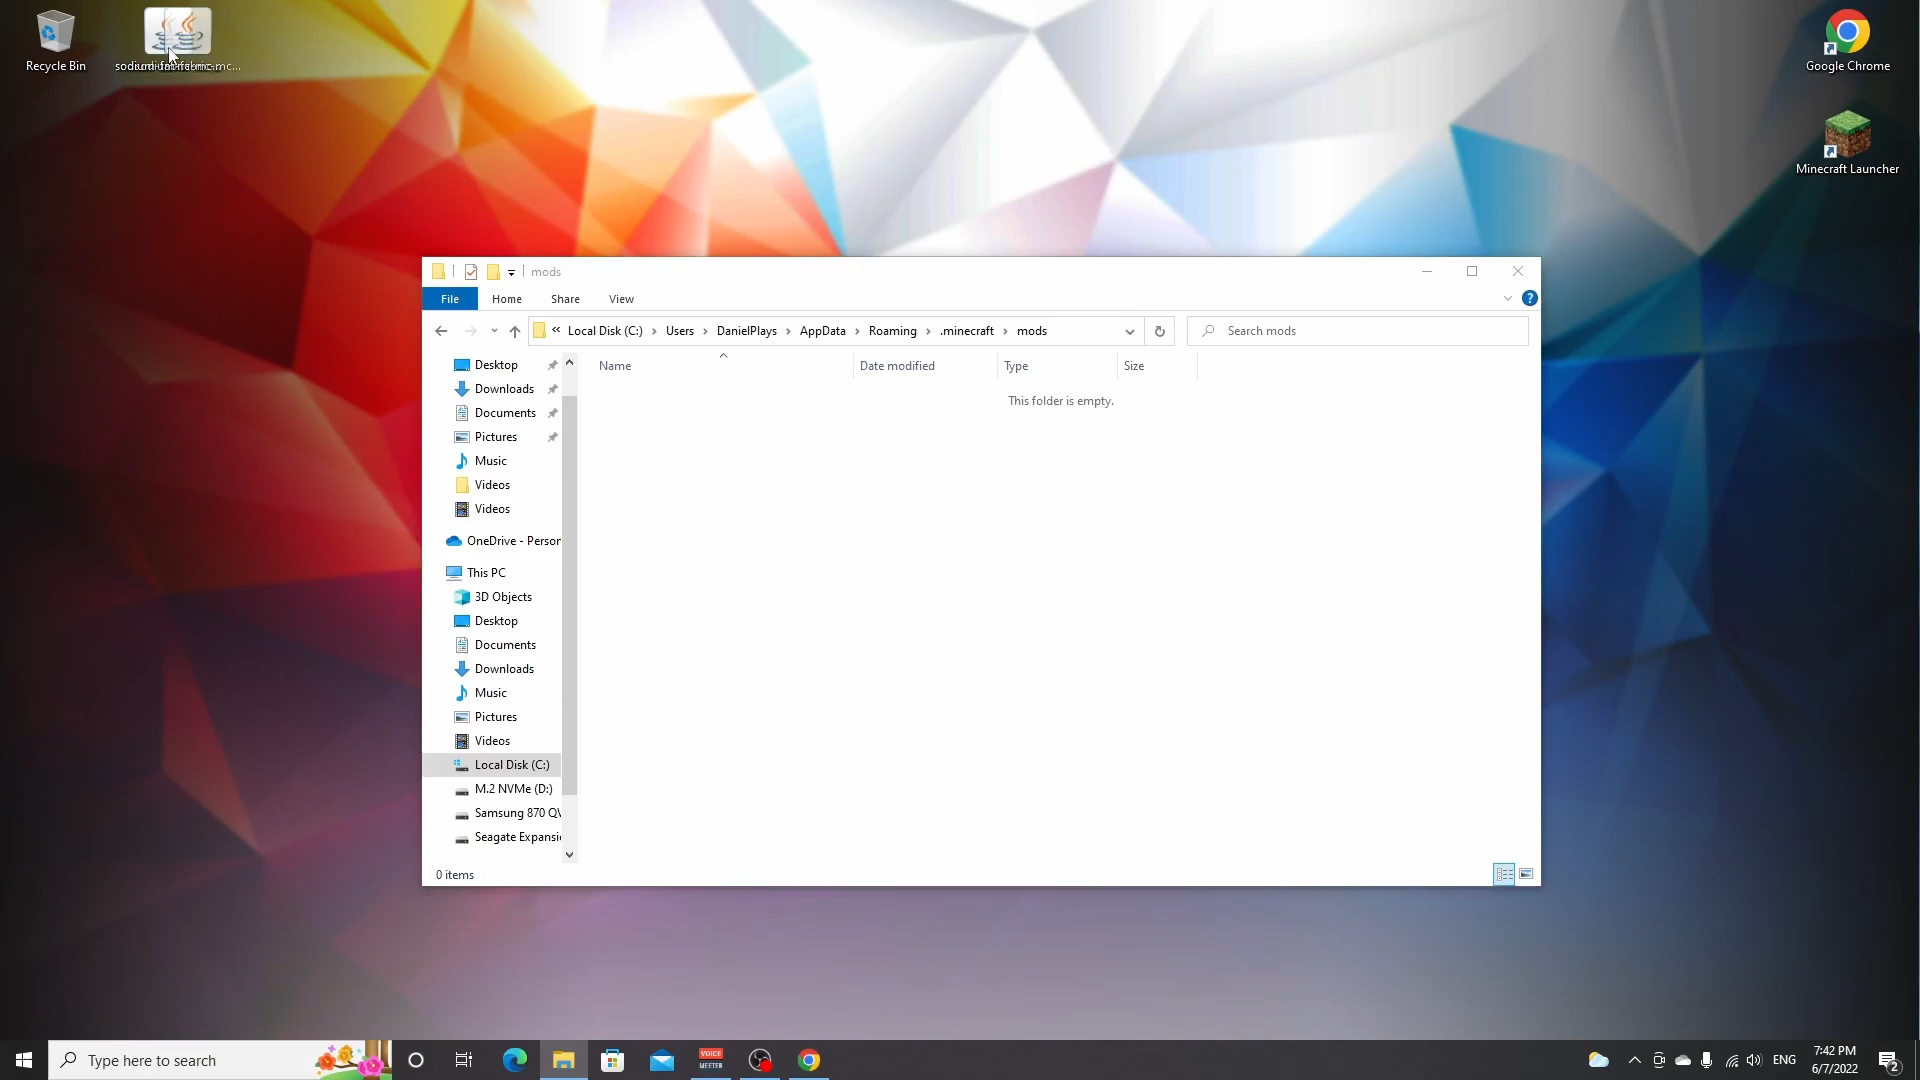 Recycle Bin
Google Chrome
Minecraft Launcher
mods
File Home Share View
Local Disk (C:) › Users › DanielPlays › AppData › Roaming › .minecraft › mods
Search mods
Name Date modified Type Size
This folder is empty.
Desktop
Downloads
Documents
Pictures
Music
Videos
Videos
OneDrive - Person
This PC
3D Objects
Desktop
Documents
Downloads
Music
Pictures
Videos
Local Disk (C:)
M.2 NVMe (D:)
Samsung 870 QV
Seagate Expansi
0 items
Type here to search
VOICE
MEETER
ENG
7:42 PM
6/7/2022
2